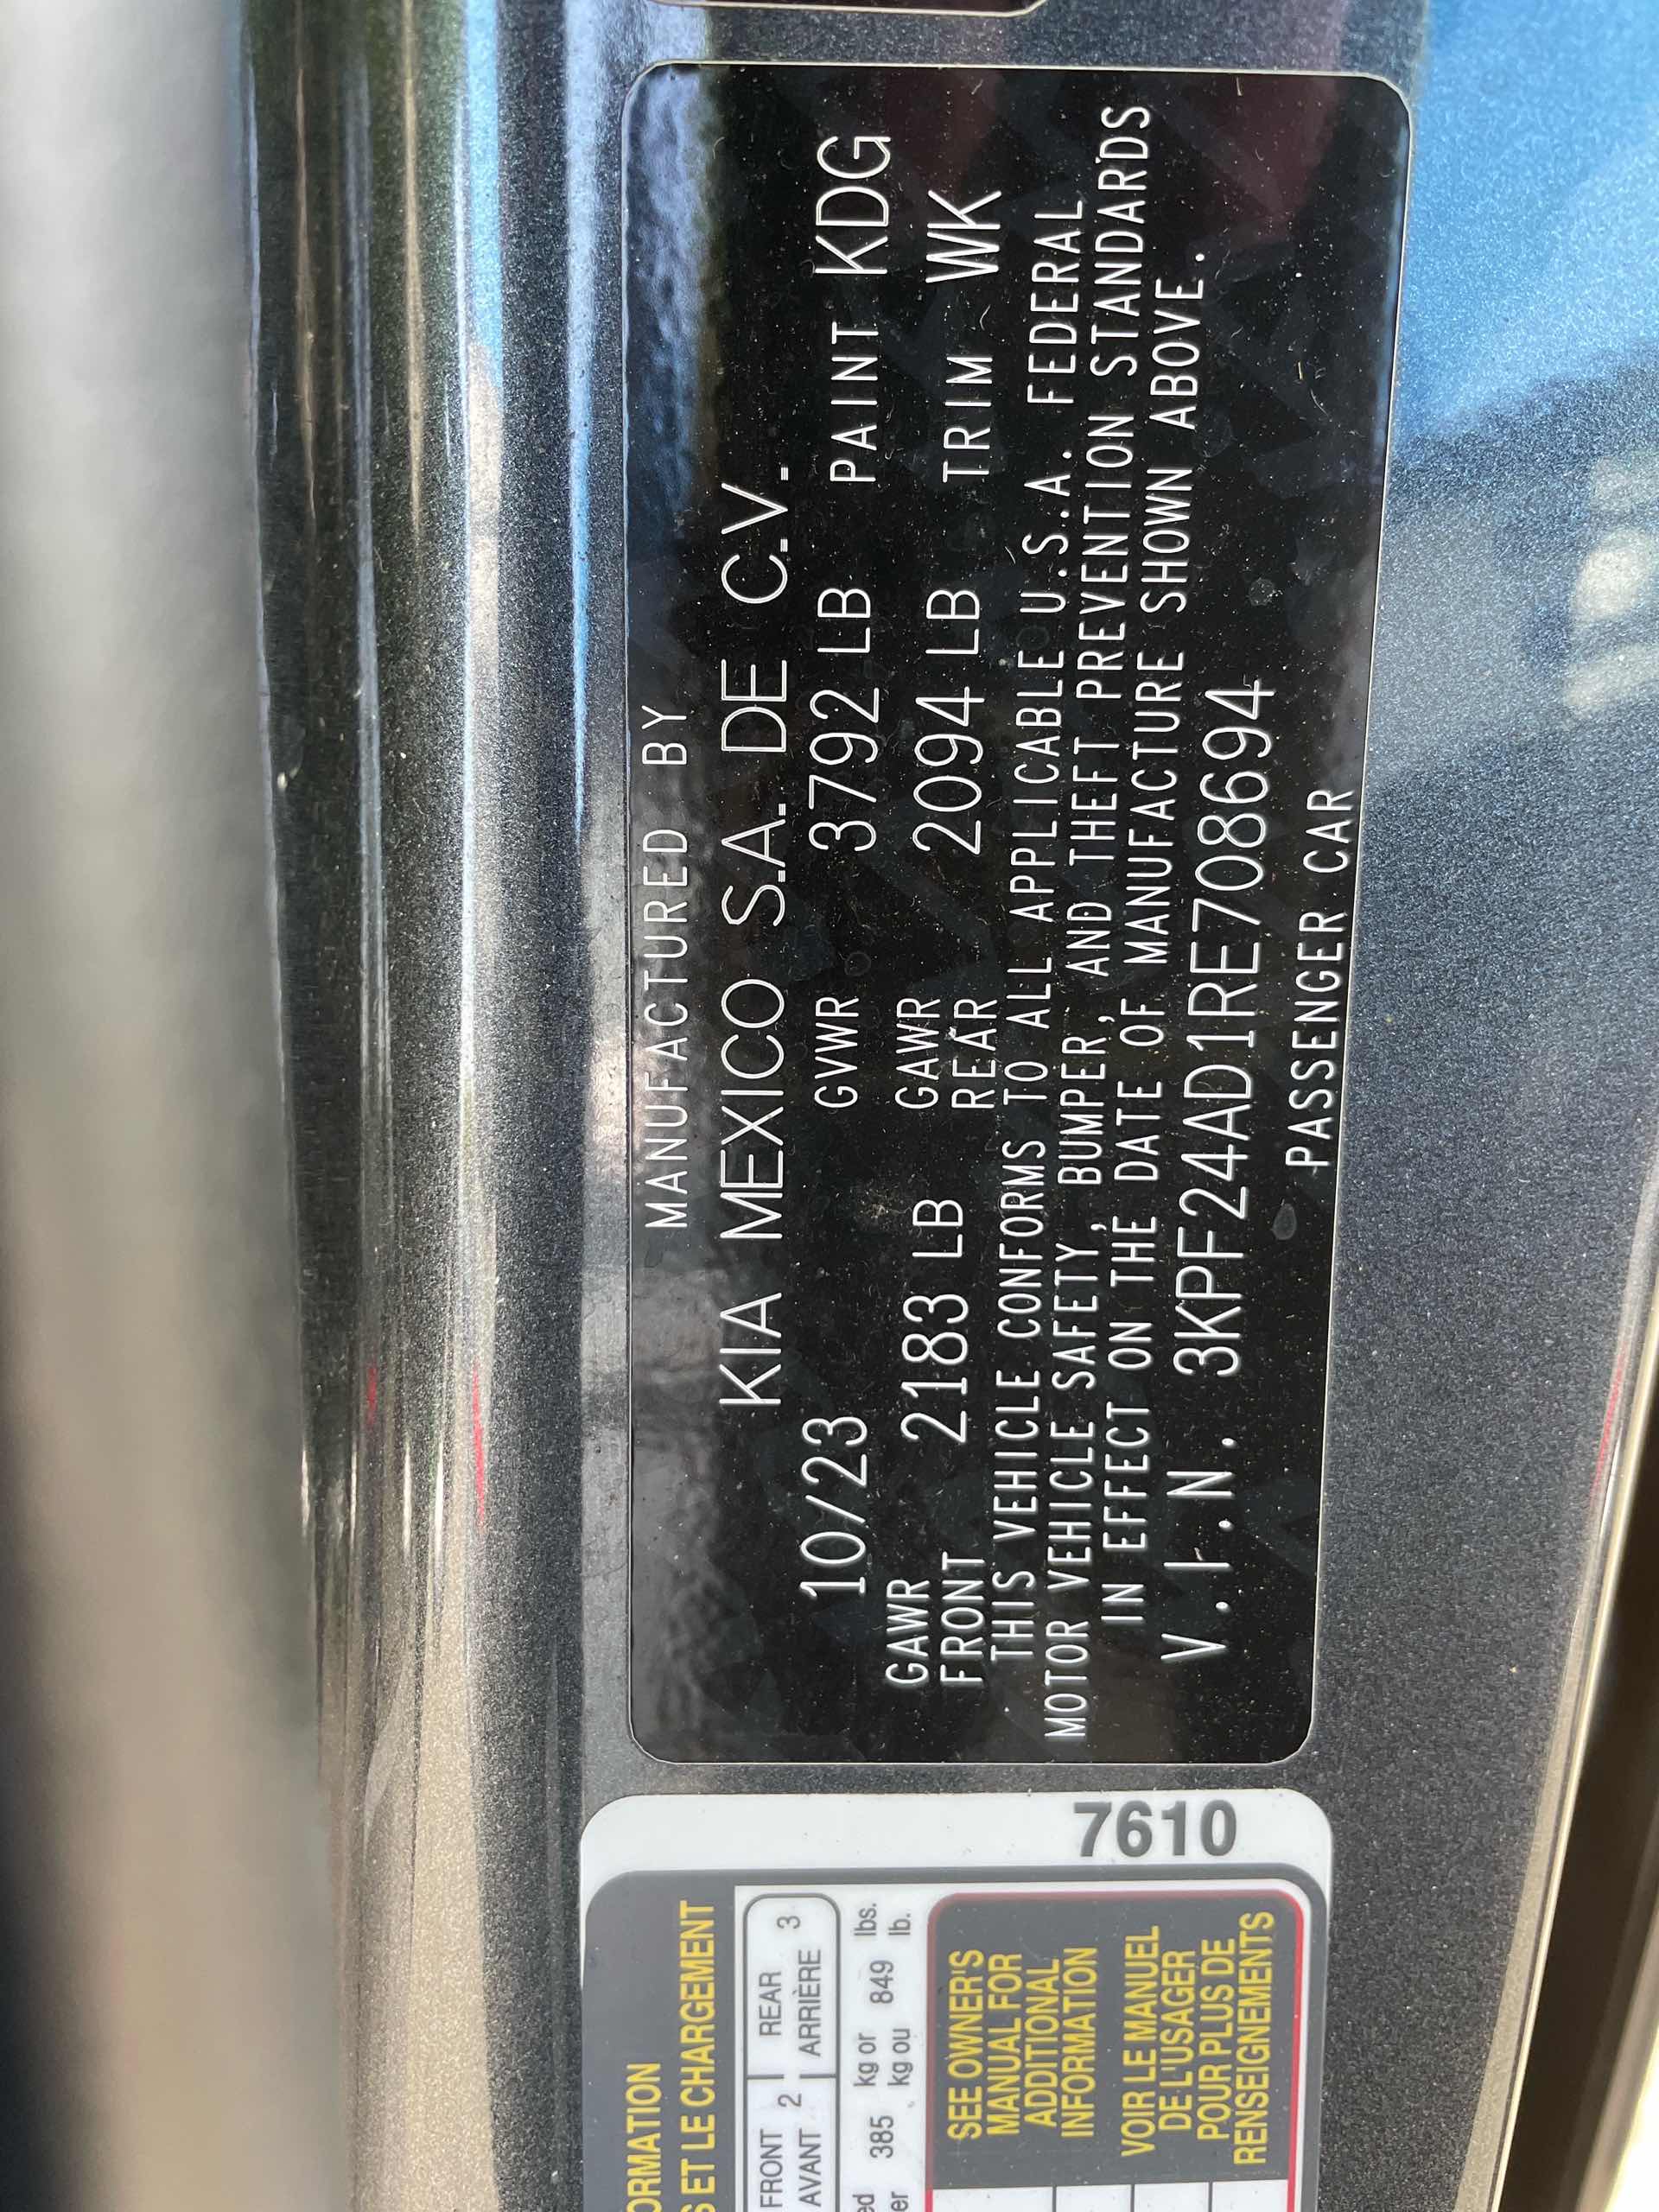 MANUFACTURED BY
KIA MEXICO S.A. DE C.V.
10/23 GVWR 3792 LB PAINT KDG
GAWR FRONT 2183 LB GAWR REAR 2094 LB TRIM WK
THIS VEHICLE CONFORMS TO ALL APPLICABLE U.S.A. FEDERAL
MOTOR VEHICLE SAFETY, BUMPER, AND THEFT PREVENTION STANDARDS
IN EFFECT ON THE DATE OF MANUFACTURE SHOWN ABOVE.
V.I.N. 3KPF24AD1RE708694
PASSENGER CAR
ET LE CHARGEMENT
FRONT
AVANT 2
REAR
ARRIÈRE 3
385 kg or 849 lbs.
kg ou lb.
SEE OWNER'S
MANUAL FOR
ADDITIONAL
INFORMATION
VOIR LE MANUEL
DE L'USAGER
POUR PLUS DE
RENSEIGNEMENTS
7610